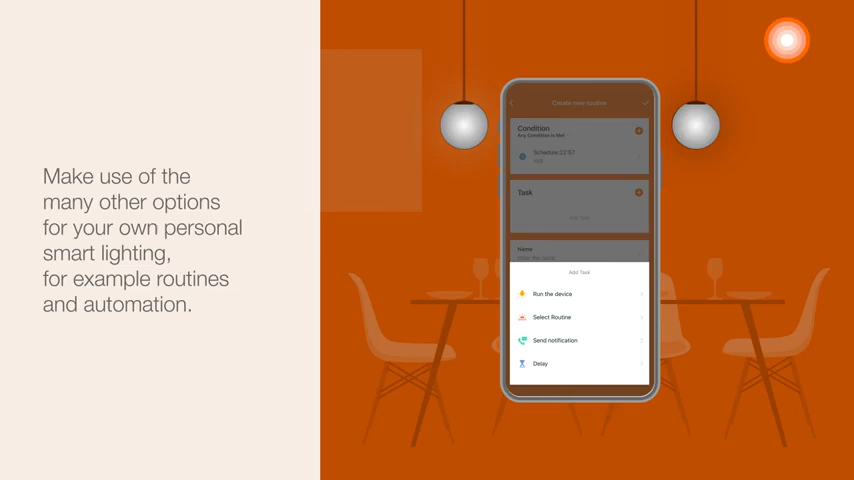 Make use of the
many other options
for your own personal
smart lighting,
for example routines
and automation.
Create new routine
Condition
Any Condition is Met
Schedule:22:57
Task
Add Task
Name
Add Task
Run the device
Select Routine
Send notification
Delay